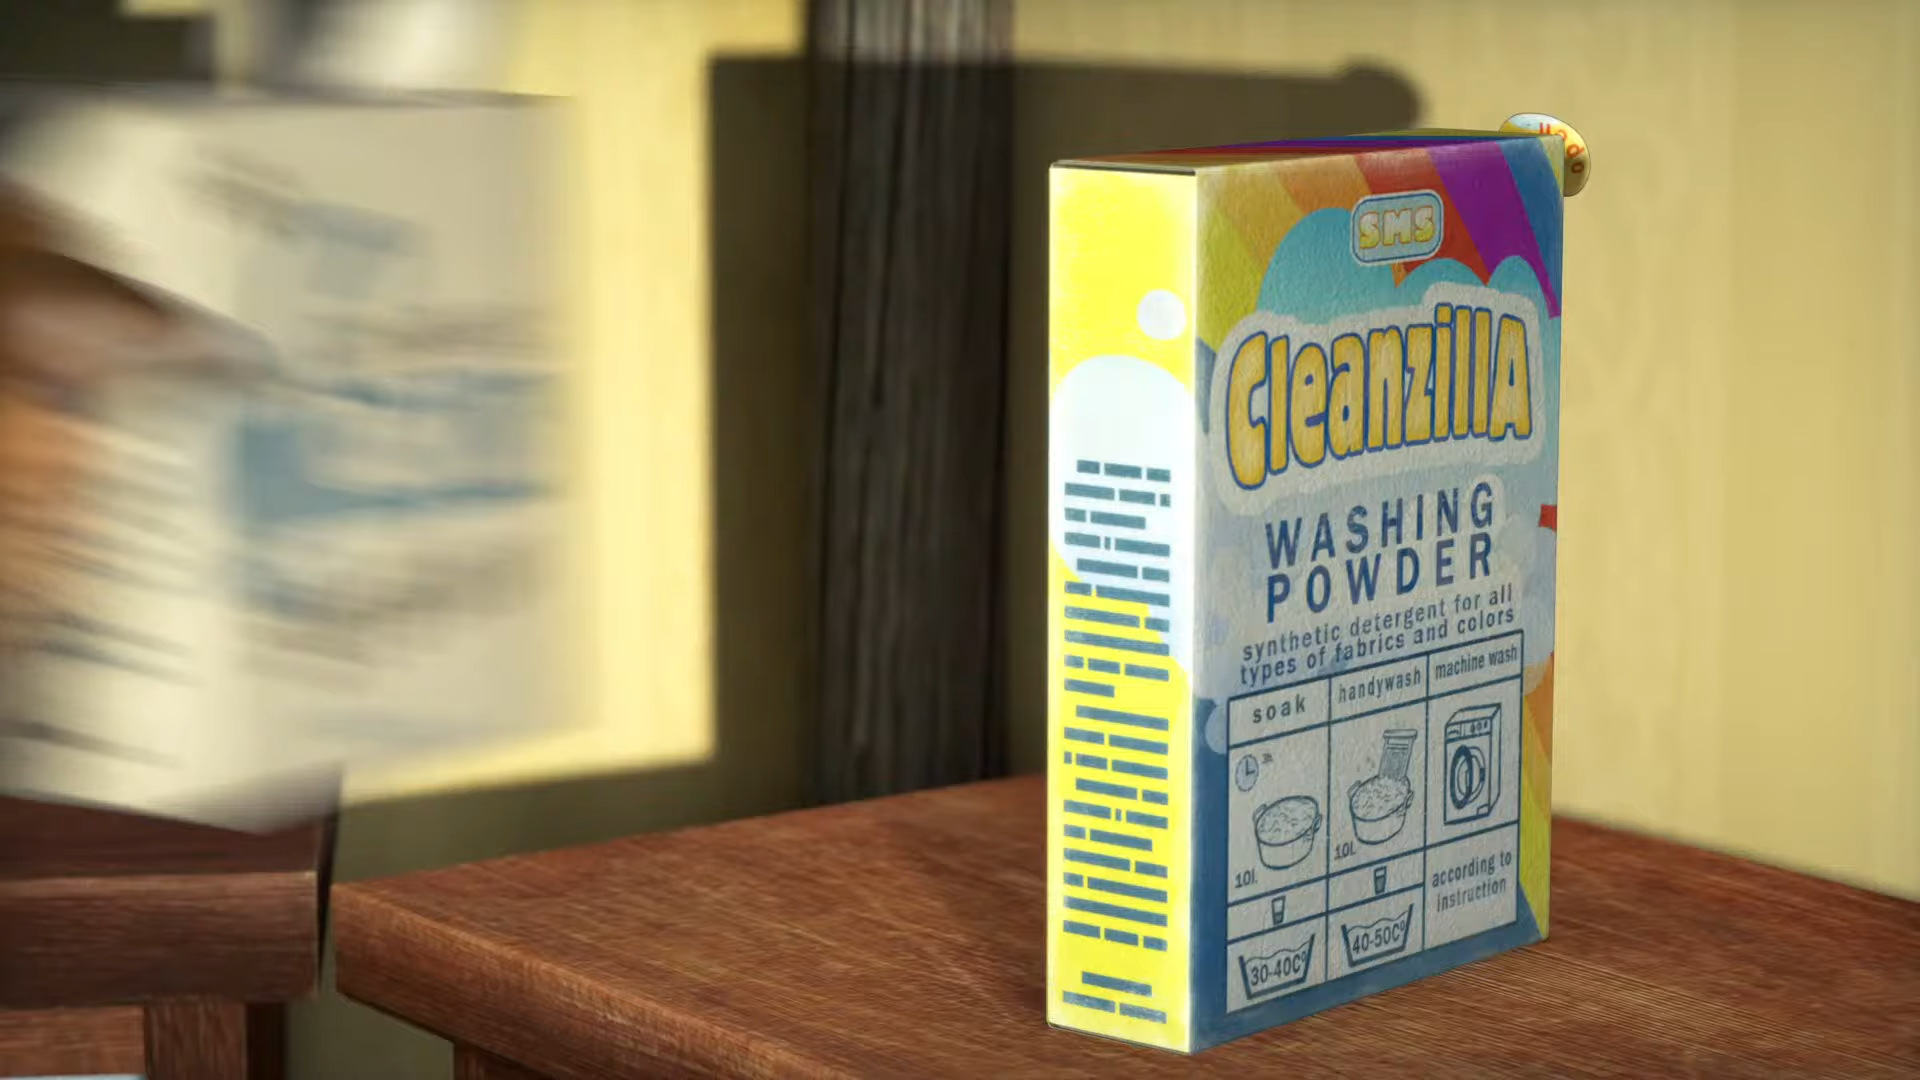 SMS
CleanzillA
WASHING
POWDER
synthetic detergent for all
types of fabrics and colors
soak
handywash
machine wash
10l.
10l.
according to
instruction
30-40C°
40-50C°